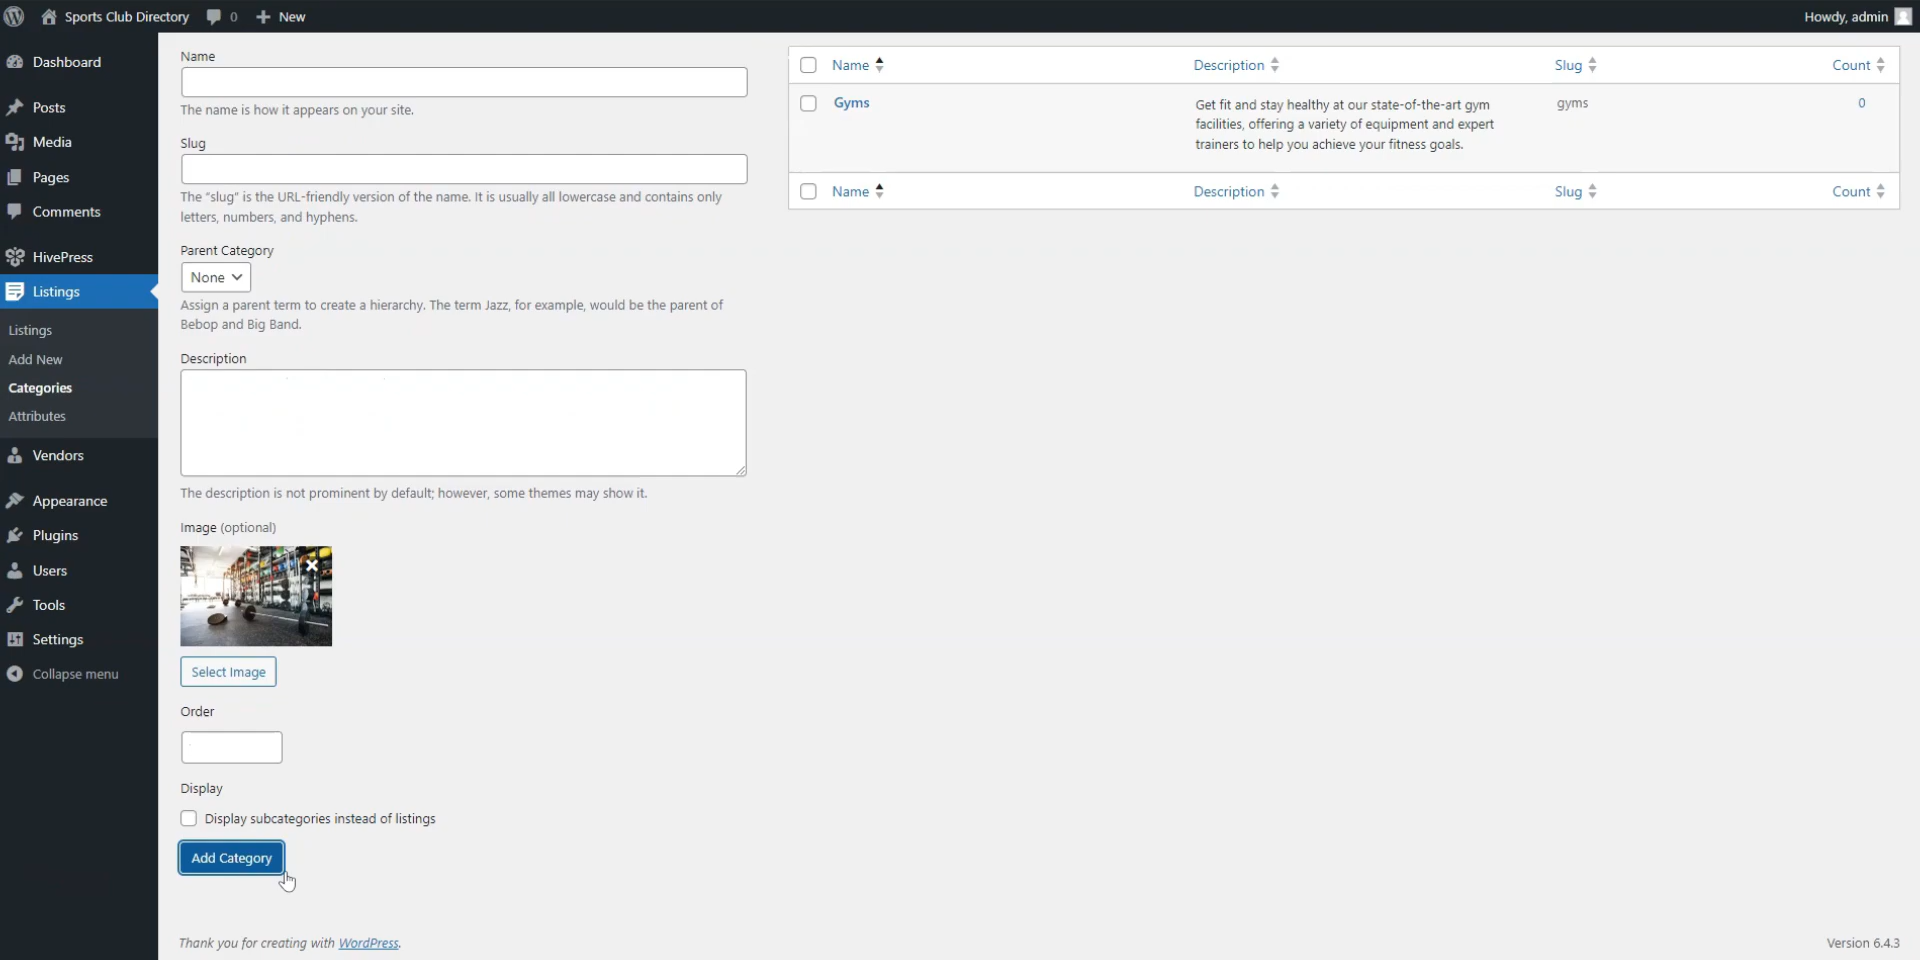 Sports Club Directory
0
New
Howdy, admin
Dashboard
Posts
Media
Pages
Comments
HivePress
Listings
Listings
Add New
Categories
Attributes
Vendors
Appearance
Plugins
Users
Tools
Settings
Collapse menu
Name
The name is how it appears on your site.
Slug
The “slug” is the URL-friendly version of the name. It is usually all lowercase and contains only
letters, numbers, and hyphens.
Parent Category
None
Assign a parent term to create a hierarchy. The term Jazz, for example, would be the parent of
Bebop and Big Band.
Description
The description is not prominent by default; however, some themes may show it.
Image (optional)
Select Image
Order
Display
Display subcategories instead of listings
Add Category
Name
Description
Slug
Count
Gyms
Get fit and stay healthy at our state-of-the-art gym
facilities, offering a variety of equipment and expert
trainers to help you achieve your fitness goals.
gyms
0
Name
Description
Slug
Count
Thank you for creating with WordPress.
Version 6.4.3